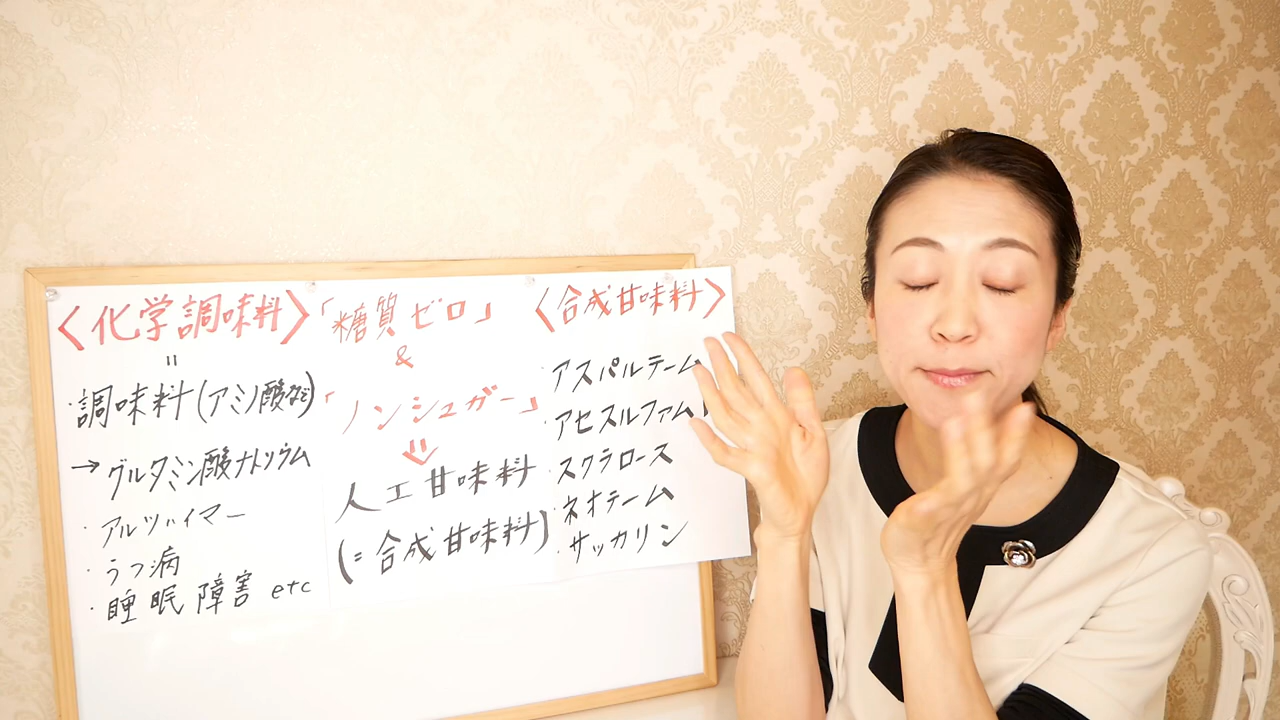 〈化学調味料〉
"
・調味料(アミノ酸など)
→グルタミン酸ナトリウム
・アルツハイマー
・うつ病
・睡眠障害 etc
「糖質ゼロ」
&
「ノンシュガー」
⇓
人工甘味料
(=合成甘味料)
〈合成甘味料〉
・アスパルテーム
・アセスルファム
・スクラロース
・ネオテーム
・サッカリン